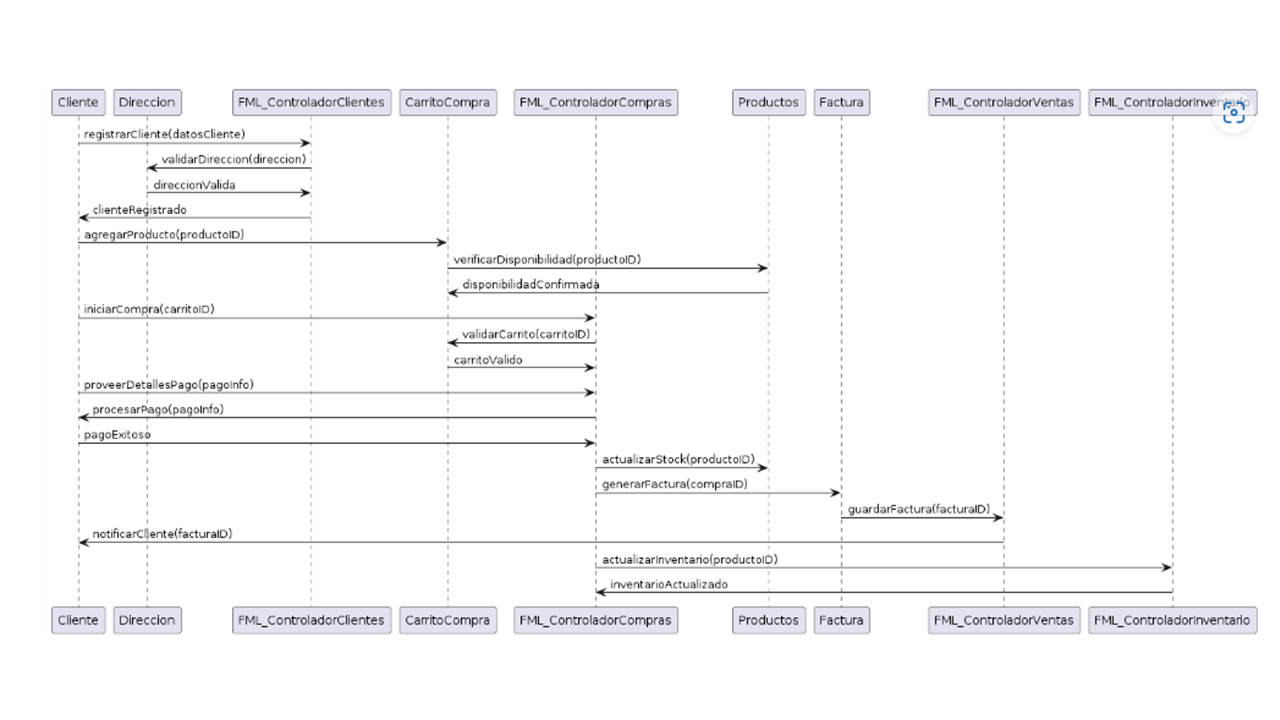 Cliente Direccion FML_ControladorClientes CarritoCompra FML_ControladorCompras Productos Factura FML_ControladorVentas FML_ControladorInventario
registrarCliente(datosCliente)
validarDireccion(direccion)
direccionValida
clienteRegistrado
agregarProducto(productoID)
verificarDisponibilidad(productoID)
disponibilidadConfirmada
iniciarCompra(carritoID)
validarCarrito(carritoID)
carritoValido
proveerDetallesPago(pagoInfo)
procesarPago(pagoInfo)
pagoExitoso
actualizarStock(productoID)
generarFactura(compraID)
guardarFactura(facturaID)
notificarCliente(facturaID)
actualizarInventario(productoID)
inventarioActualizado
Cliente Direccion FML_ControladorClientes CarritoCompra FML_ControladorCompras Productos Factura FML_ControladorVentas FML_ControladorInventario